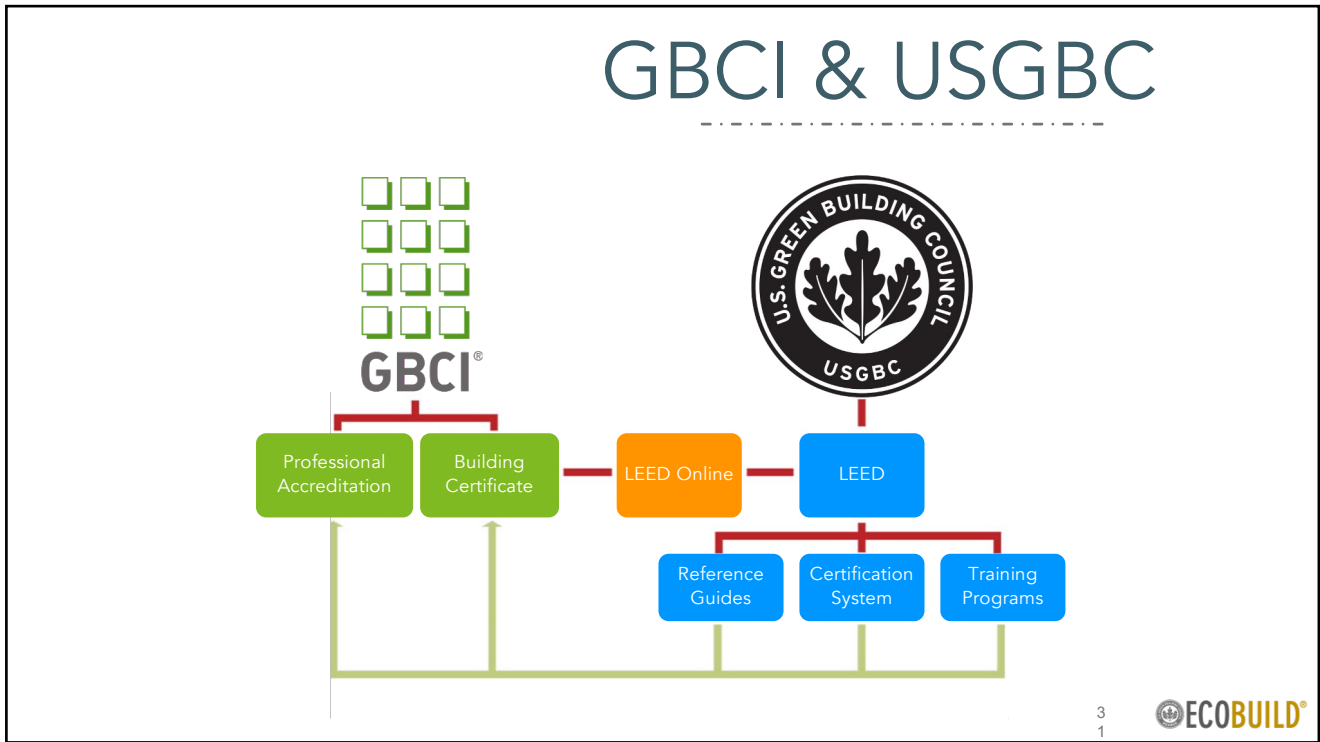 GBCI & USGBC
U.S. GREEN BUILDING COUNCIL
USGBC
GBCI®
Professional
Accreditation
Building
Certificate
LEED Online
LEED
Reference
Guides
Certification
System
Training
Programs
3
1
ECOBUILD®